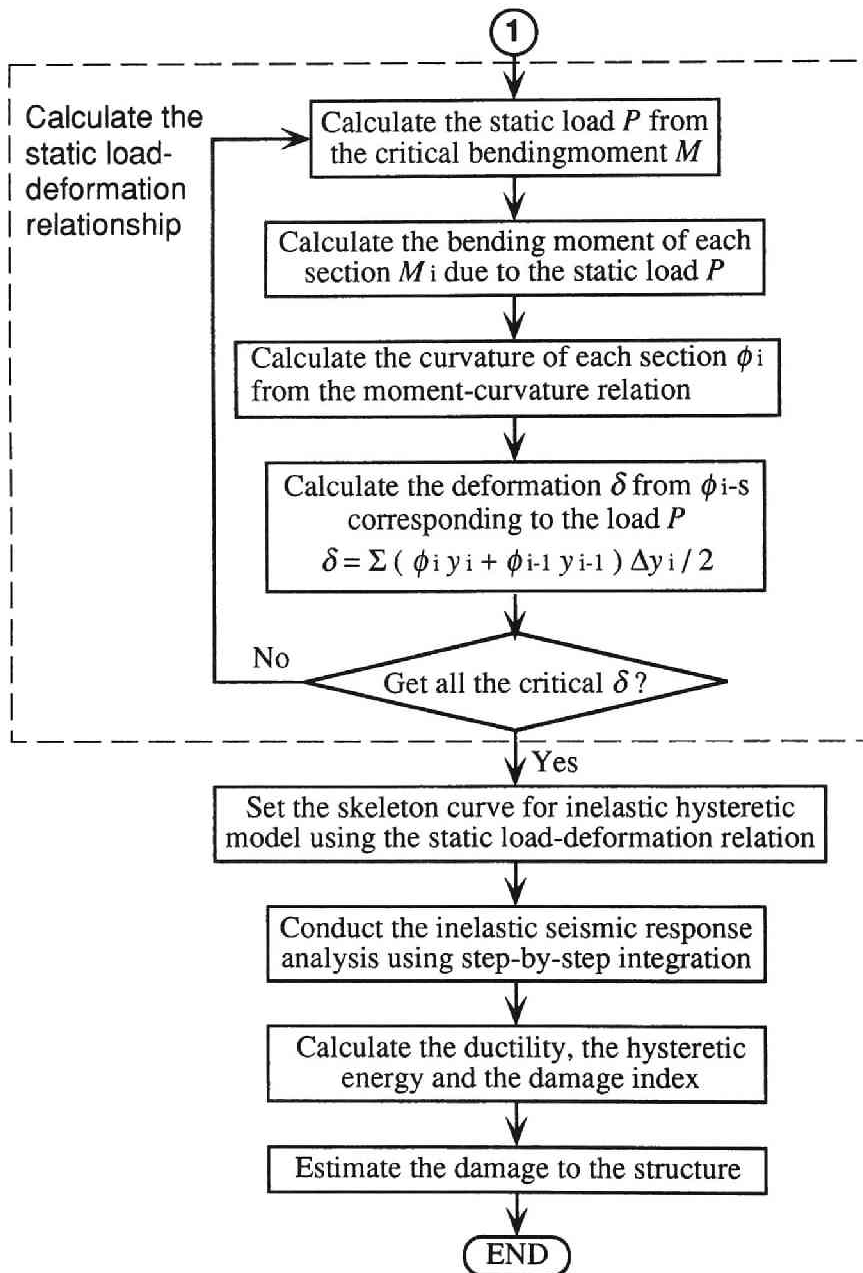 1
Calculate the
static load-
deformation
relationship
Calculate the static load P from
the critical bendingmoment M
Calculate the bending moment of each
section M i due to the static load P
Calculate the curvature of each section ϕ i
from the moment-curvature relation
Calculate the deformation δ from ϕ i-s
corresponding to the load P
δ = Σ ( ϕ i y i + ϕ i-1 y i-1 ) Δy i / 2
No
Get all the critical δ ?
Yes
Set the skeleton curve for inelastic hysteretic
model using the static load-deformation relation
Conduct the inelastic seismic response
analysis using step-by-step integration
Calculate the ductility, the hysteretic
energy and the damage index
Estimate the damage to the structure
END